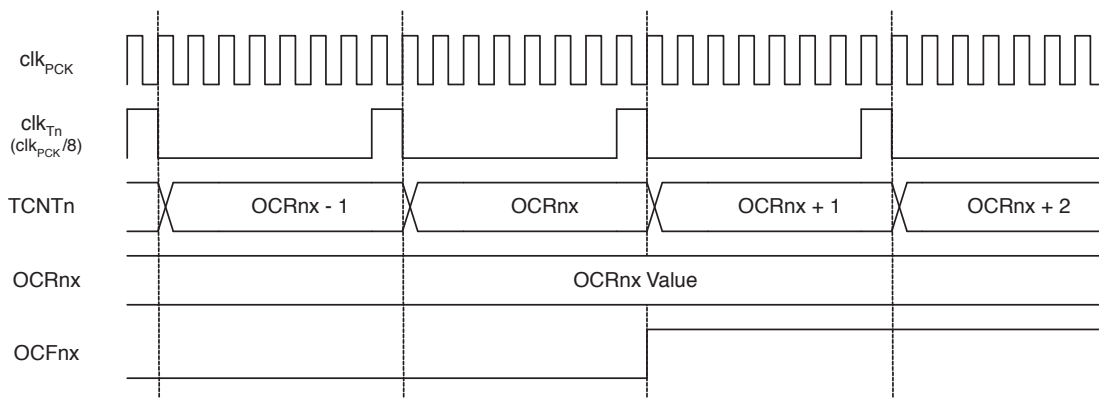 clkPCK
clkTn
(clkPCK/8)
TCNTn OCRnx - 1 OCRnx OCRnx + 1 OCRnx + 2
OCRnx OCRnx Value
OCFnx